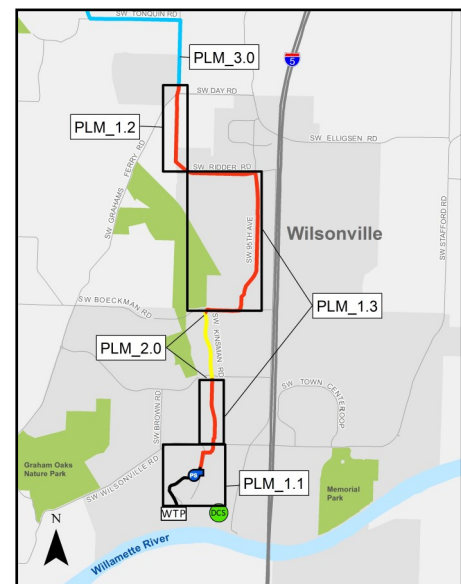 SW TONQUIN RD
PLM_3.0
5
SW DAY RD
PLM_1.2
SW ELLIGSEN RD
SW GRAHAMS FERRY RD
SW RIDDER RD
SW STAFFORD RD
SW 95TH AVE
Wilsonville
SW BOECKMAN RD
PLM_1.3
SW KINSMAN RD
PLM_2.0
SW TOWN CENTER LOOP
SW BROWN RD
Graham Oaks
Nature Park
SW WILSONVILLE RD
PS
PLM_1.1
Memorial
Park
WTP
DCS
N
Willamette River